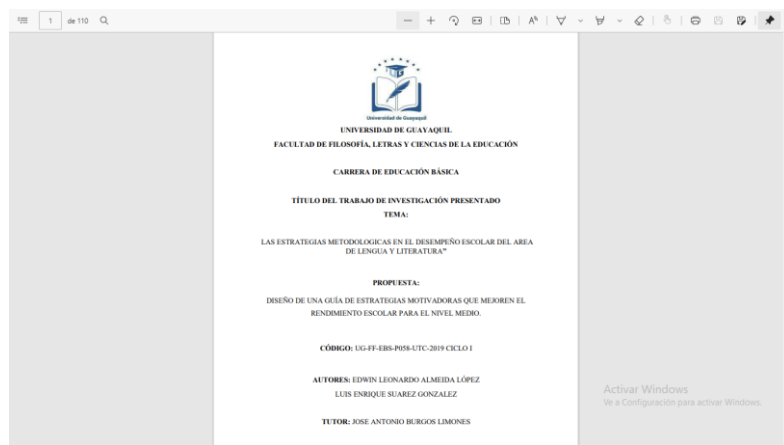 1 de 110
Universidad de Guayaquil
UNIVERSIDAD DE GUAYAQUIL
FACULTAD DE FILOSOFÍA, LETRAS Y CIENCIAS DE LA EDUCACIÓN
CARRERA DE EDUCACIÓN BÁSICA
TÍTULO DEL TRABAJO DE INVESTIGACIÓN PRESENTADO
TEMA:
LAS ESTRATEGIAS METODOLOGICAS EN EL DESEMPEÑO ESCOLAR DEL AREA
DE LENGUA Y LITERATURA"
PROPUESTA:
DISEÑO DE UNA GUÍA DE ESTRATEGIAS MOTIVADORAS QUE MEJOREN EL
RENDIMIENTO ESCOLAR PARA EL NIVEL MEDIO.
CÓDIGO: UG-FF-EBS-P058-UTC-2019 CICLO I
AUTORES: EDWIN LEONARDO ALMEIDA LÓPEZ
LUIS ENRIQUE SUAREZ GONZALEZ
TUTOR: JOSE ANTONIO BURGOS LIMONES
Activar Windows
Ve a Configuración para activar Windows.